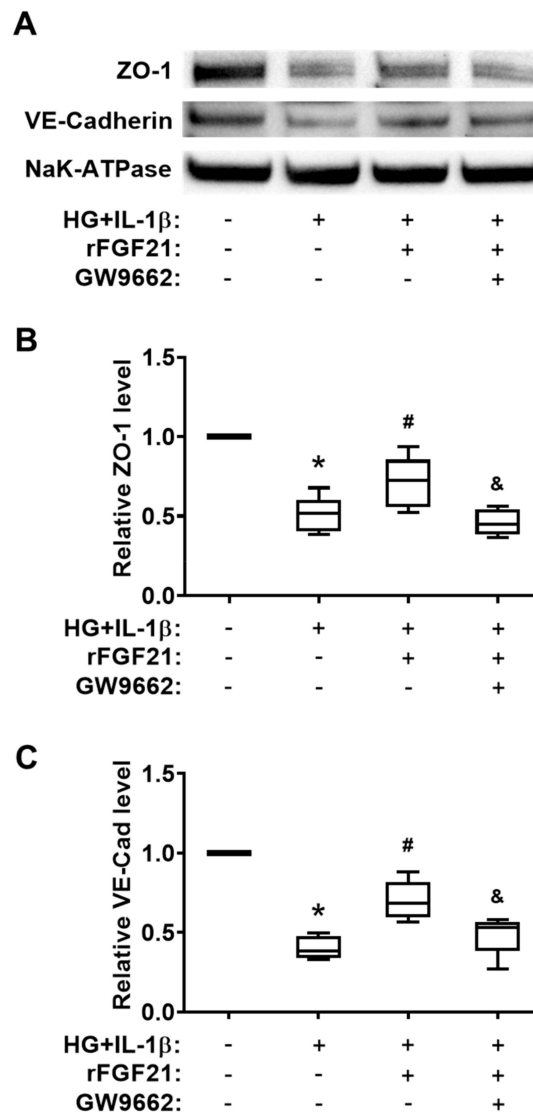 A
ZO-1
VE-Cadherin
NaK-ATPase
HG+IL-1β: - + + +
rFGF21: - - + +
GW9662: - - - +
B
Relative ZO-1 level
1.5
1.0
0.5
0.0
* # &
HG+IL-1β: - + + +
rFGF21: - - + +
GW9662: - - - +
C
Relative VE-Cad level
1.5
1.0
0.5
0.0
* # &
HG+IL-1β: - + + +
rFGF21: - - + +
GW9662: - - - +